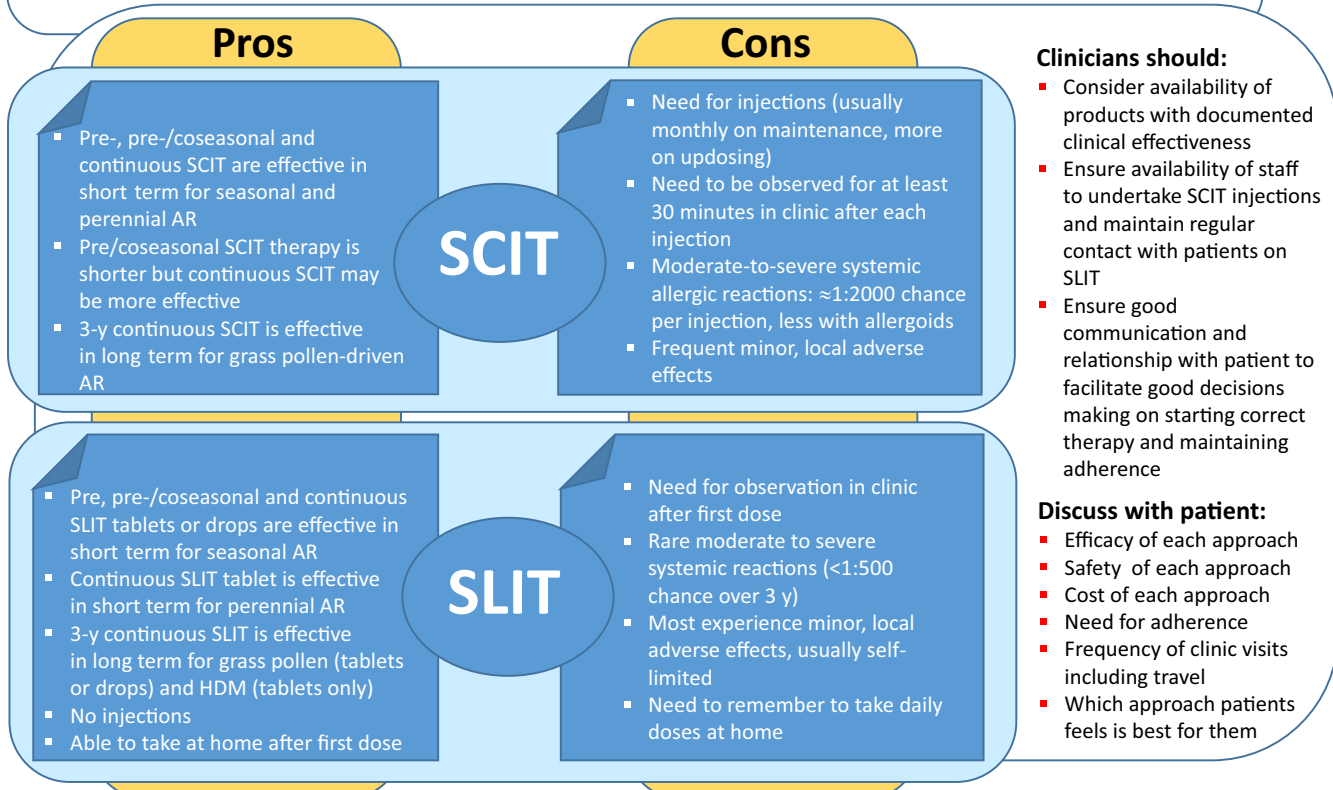 Pros
Cons
Pre-, pre-/coseasonal and
continuous SCIT are effective in
short term for seasonal and
perennial AR
Pre/coseasonal SCIT therapy is
shorter but continuous SCIT may
be more effective
3-y continuous SCIT is effective
in long term for grass pollen-driven
AR
SCIT
Need for injections (usually
monthly on maintenance, more
on updosing)
Need to be observed for at least
30 minutes in clinic after each
injection
Moderate-to-severe systemic
allergic reactions: ≈1:2000 chance
per injection, less with allergoids
Frequent minor, local adverse
effects
Pre, pre-/coseasonal and continuous
SLIT tablets or drops are effective in
short term for seasonal AR
Continuous SLIT tablet is effective
in short term for perennial AR
3-y continuous SLIT is effective
in long term for grass pollen (tablets
or drops) and HDM (tablets only)
No injections
Able to take at home after first dose
SLIT
Need for observation in clinic
after first dose
Rare moderate to severe
systemic reactions (<1:500
chance over 3 y)
Most experience minor, local
adverse effects, usually self-
limited
Need to remember to take daily
doses at home
Clinicians should:
Consider availability of
products with documented
clinical effectiveness
Ensure availability of staff
to undertake SCIT injections
and maintain regular
contact with patients on
SLIT
Ensure good
communication and
relationship with patient to
facilitate good decisions
making on starting correct
therapy and maintaining
adherence
Discuss with patient:
Efficacy of each approach
Safety of each approach
Cost of each approach
Need for adherence
Frequency of clinic visits
including travel
Which approach patients
feels is best for them